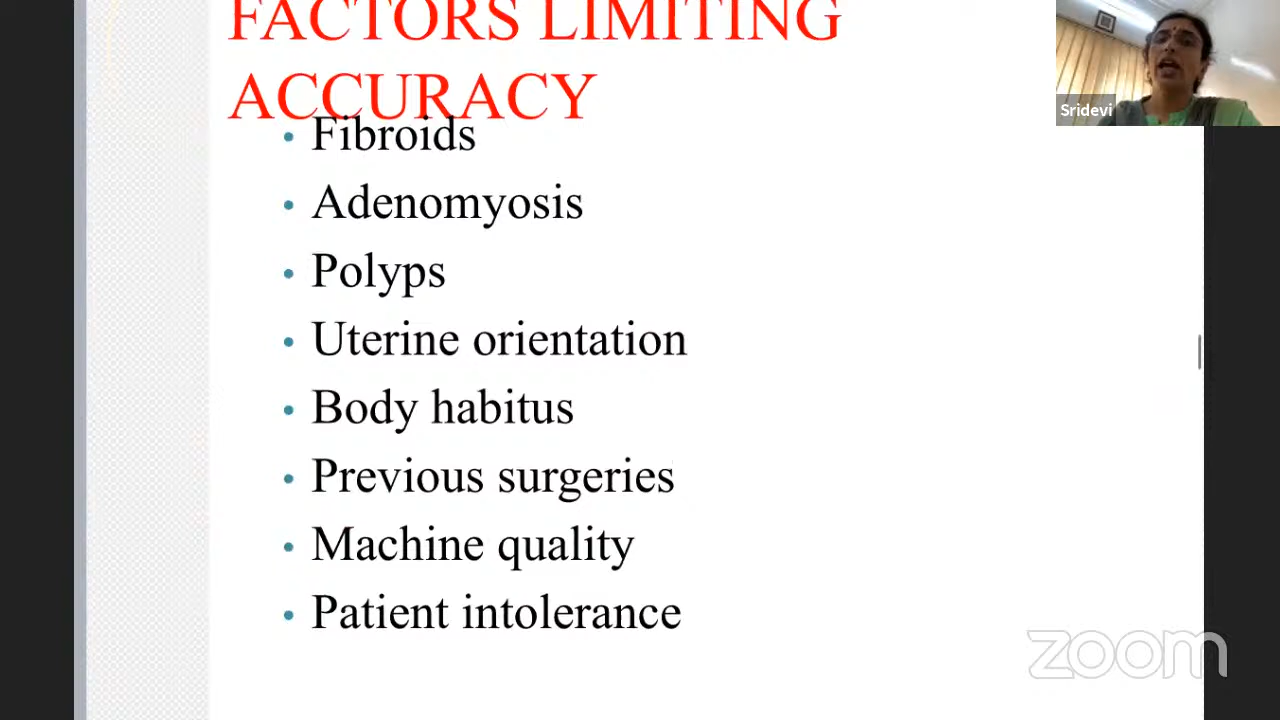 FACTORS LIMITING
ACCURACY
• Fibroids
• Adenomyosis
• Polyps
• Uterine orientation
• Body habitus
• Previous surgeries
• Machine quality
• Patient intolerance
Sridevi
zoom